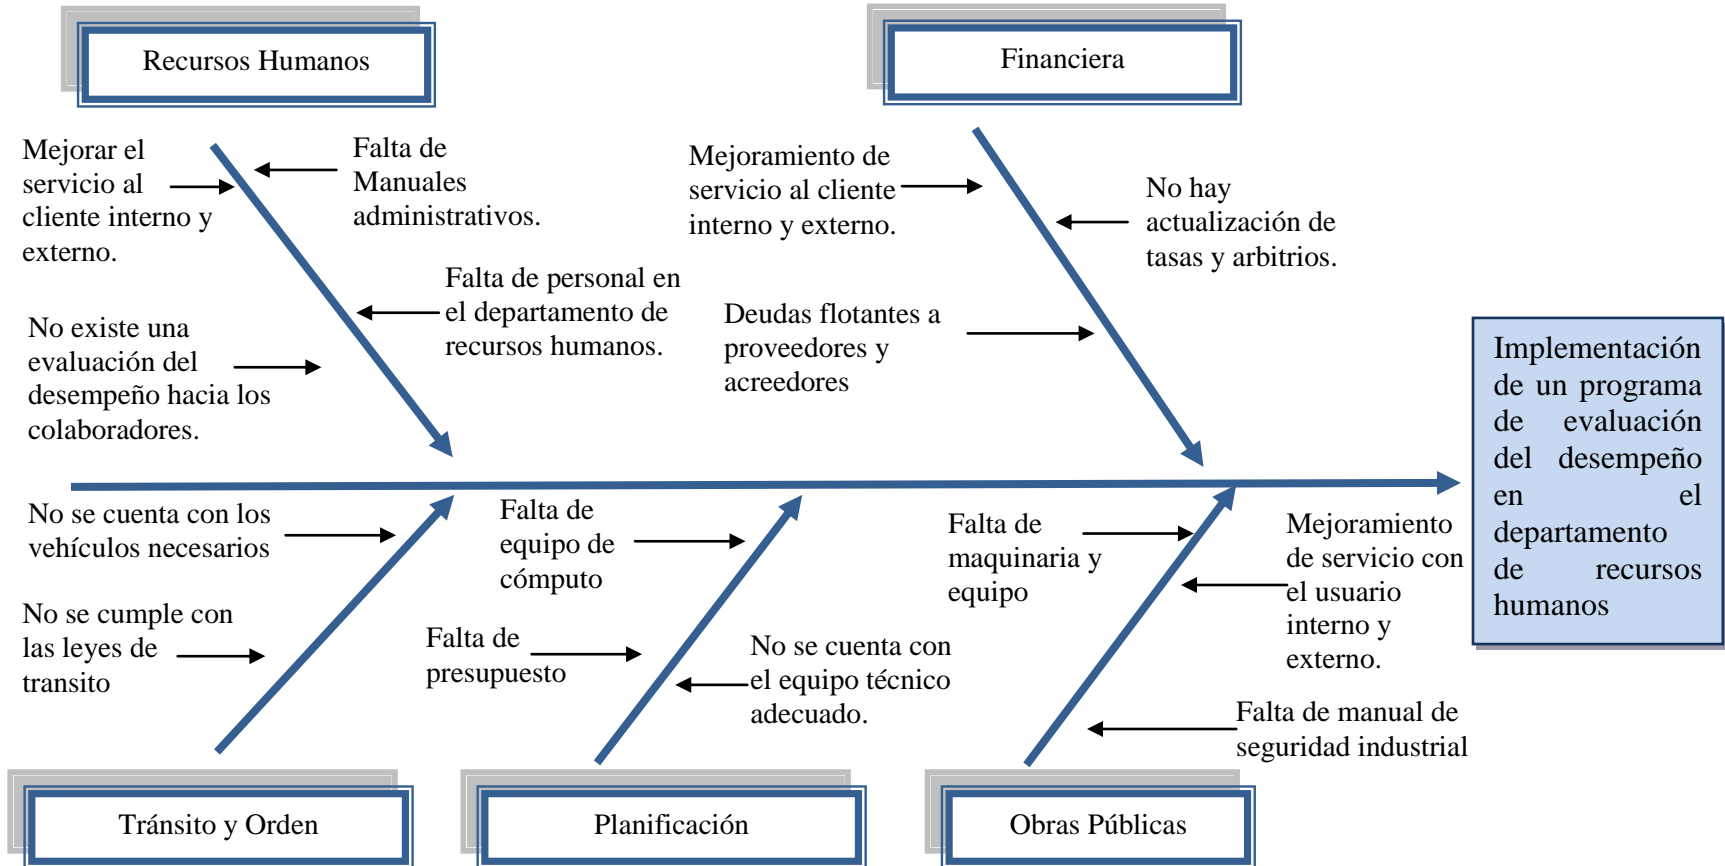 Recursos Humanos
Financiera
Mejorar el
servicio al
cliente interno y
externo.
Falta de
Manuales
administrativos.
Mejoramiento de
servicio al cliente
interno y externo.
No hay
actualización de
tasas y arbitrios.
Falta de personal en
el departamento de
recursos humanos.
No existe una
evaluación del
desempeño hacia los
colaboradores.
Deudas flotantes a
proveedores y
acreedores
Implementación
de un programa
de evaluación
del desempeño
en el
departamento
de recursos
humanos
No se cuenta con los
vehículos necesarios
Falta de
equipo de
cómputo
Falta de
maquinaria y
equipo
Mejoramiento
de servicio con
el usuario
interno y
externo.
No se cumple con
las leyes de
transito
Falta de
presupuesto
No se cuenta con
el equipo técnico
adecuado.
Falta de manual de
seguridad industrial
Tránsito y Orden
Planificación
Obras Públicas